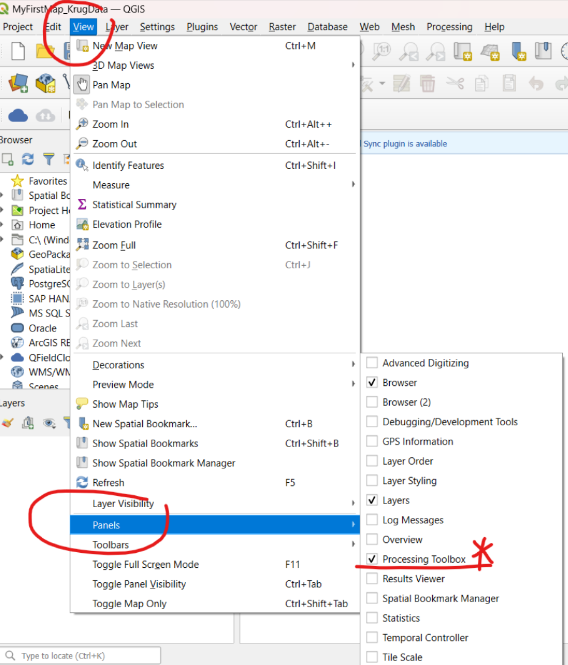 MyFirstMap_KrugData — QGIS
Project Edit View Layer Settings Plugins Vector Raster Database Web Mesh Processing Help
New Map View Ctrl+M
3D Map Views
Pan Map
Pan Map to Selection
Zoom In Ctrl+Alt++
Zoom Out Ctrl+Alt+-
Sync plugin is available
Browser
Identify Features Ctrl+Shift+I
Favorites
Measure
Spatial Bo
Statistical Summary
Project He
Home
Elevation Profile
C:\ (Wind
Zoom Full Ctrl+Shift+F
GeoPacka
Zoom to Selection Ctrl+J
SpatiaLite
Zoom to Layer(s)
PostgreSQ
SAP HAN
Zoom to Native Resolution (100%)
MS SQL S
Zoom Last
Oracle
Zoom Next
ArcGIS RE
QFieldClo
Decorations
WMS/WM
Preview Mode
Scenes
Show Map Tips
Layers
New Spatial Bookmark... Ctrl+B
Show Spatial Bookmarks Ctrl+Shift+B
Show Spatial Bookmark Manager
Refresh F5
Layer Visibility
Panels
Toolbars
Toggle Full Screen Mode F11
Toggle Panel Visibility Ctrl+Tab
Toggle Map Only Ctrl+Shift+Tab
Advanced Digitizing
Browser
Browser (2)
Debugging/Development Tools
GPS Information
Layer Order
Layer Styling
Layers
Log Messages
Overview
Processing Toolbox
Results Viewer
Spatial Bookmark Manager
Statistics
Temporal Controller
Tile Scale
Type to locate (Ctrl+K)